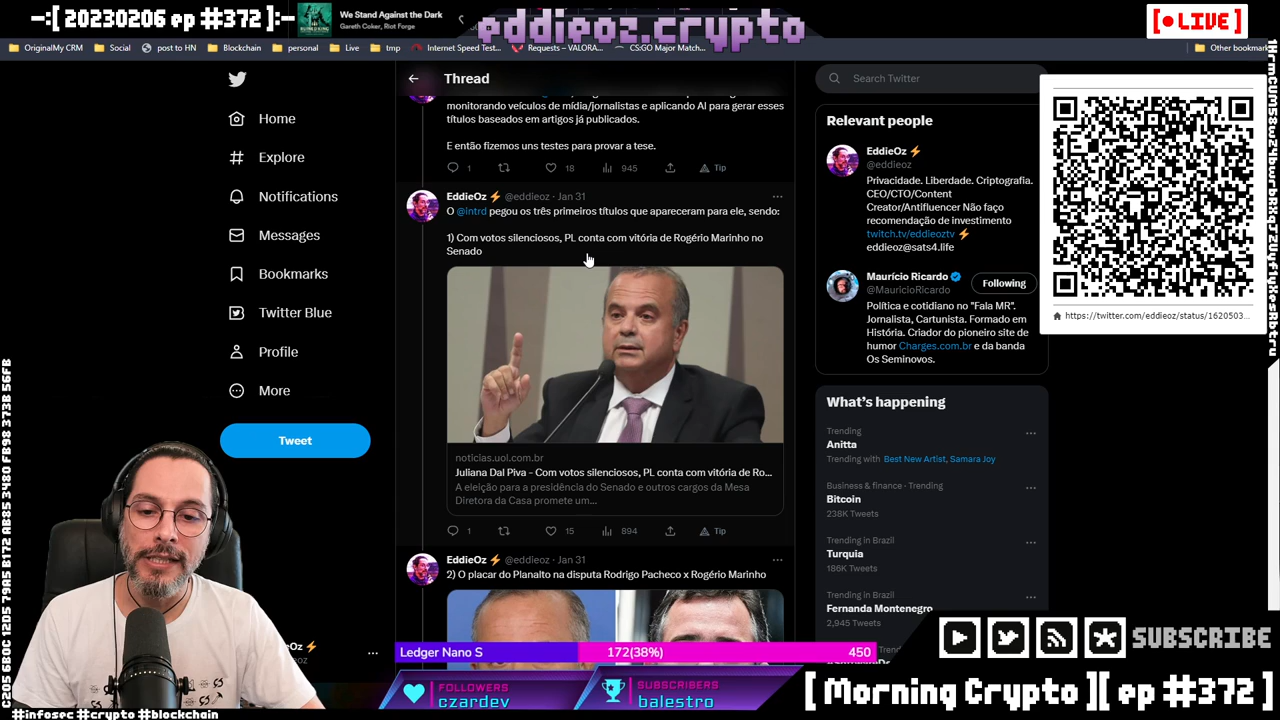 -:[ 20230206 ep #372 ]:-
We Stand Against the Dark
Gareth Coker, Riot Forge
eddieoz.crypto
[ • LIVE ]
OriginalMy CRM
Social
post to HN
Blockchain
personal
Live
tmp
Internet Speed Test...
Requests – VALORA...
CS:GO Major Match...
Other bookmark
Home
Explore
Notifications
Messages
Bookmarks
Twitter Blue
Profile
More
Tweet
Thread
monitorando veículos de mídia/jornalistas e aplicando AI para gerar esses
títulos baseados em artigos já publicados.
E então fizemos uns testes para provar a tese.
1 18 945 Tip
EddieOz ⚡ @eddieoz · Jan 31
O @intrd pegou os três primeiros títulos que apareceram para ele, sendo:
1) Com votos silenciosos, PL conta com vitória de Rogério Marinho no
Senado
noticias.uol.com.br
Juliana Dal Piva - Com votos silenciosos, PL conta com vitória de Ro...
A eleição para a presidência do Senado e outros cargos da Mesa
Diretora da Casa promete um...
1 15 894 Tip
EddieOz ⚡ @eddieoz · Jan 31
2) O placar do Planalto na disputa Rodrigo Pacheco x Rogério Marinho
Search Twitter
Relevant people
EddieOz ⚡
@eddieoz
Privacidade. Liberdade. Criptografia.
CEO/CTO/Content
Creator/Antifluencer Não faço
recomendação de investimento
twitch.tv/eddieoztv ⚡
eddieoz@sats4.life
Maurício Ricardo
@MauricioRicardo
Following
Política e cotidiano no "Fala MR".
Jornalista, Cartunista. Formado em
História. Criador do pioneiro site de
humor Charges.com.br e da banda
Os Seminovos.
https://twitter.com/eddieoz/status/1620503...
What's happening
Trending
Anitta
Trending with Best New Artist, Samara Joy
Business & finance · Trending
Bitcoin
238K Tweets
Trending in Brazil
Turquia
186K Tweets
Trending in Brazil
Fernanda Montenegro
2,945 Tweets
Oz ⚡
Ledger Nano S 172(38%) 450
FOLLOWERS
czardev
SUBSCRIBERS
balestro
SUBSCRIBE
[ Morning Crypto ][ ep #372 ]
#infosec #crypto #blockchain